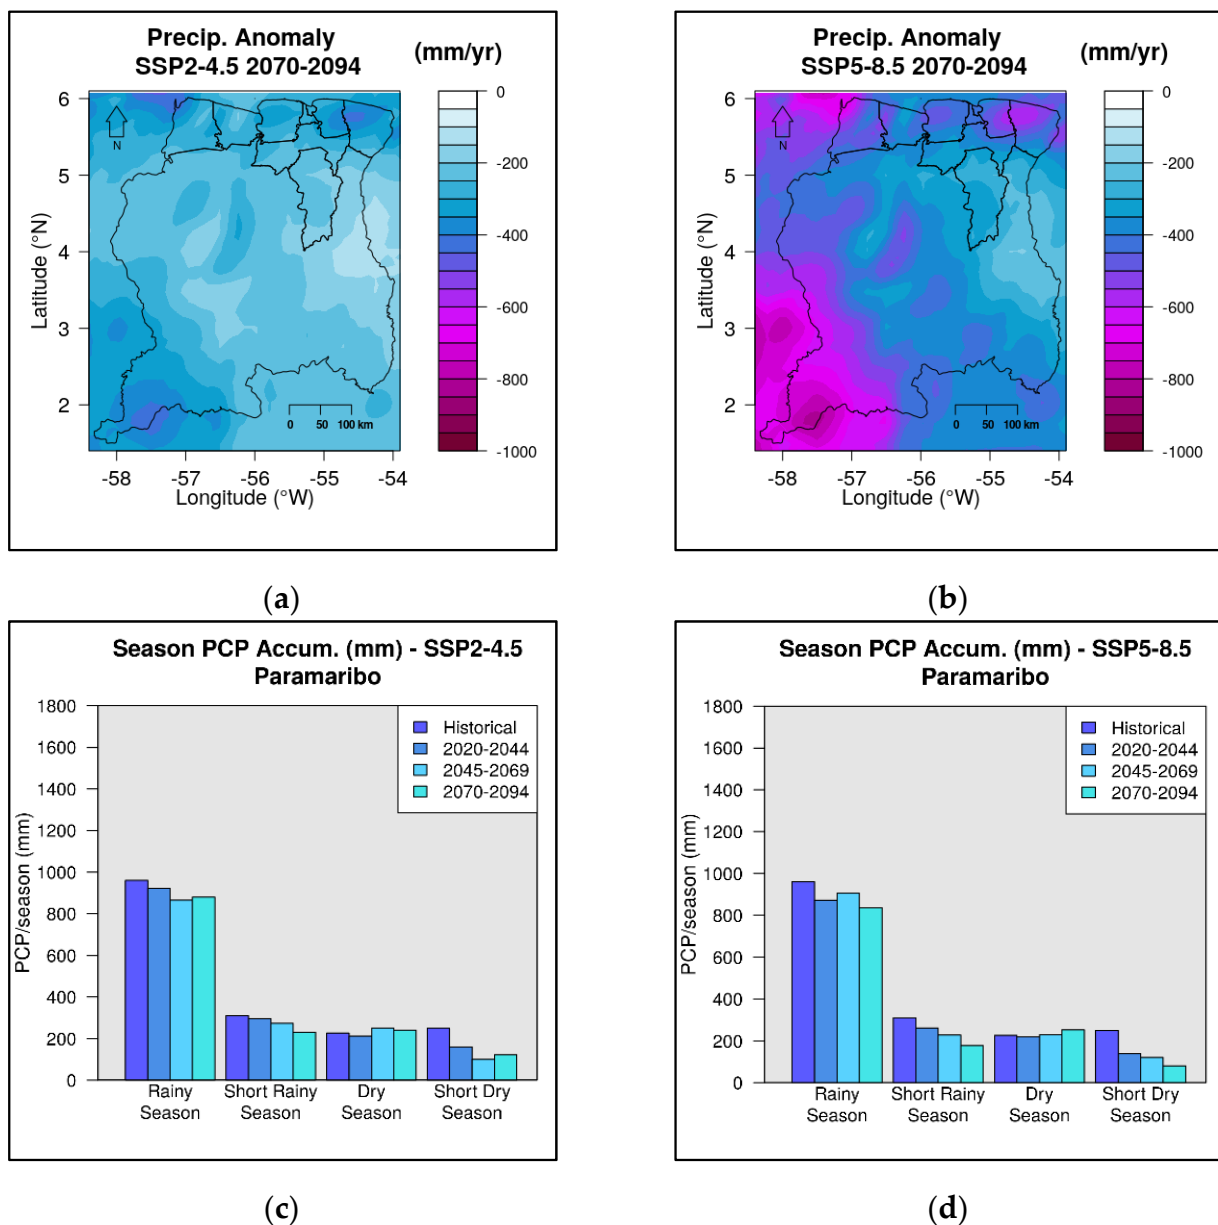 Precip. Anomaly
SSP2-4.5 2070-2094
(mm/yr)
6
5
4
3
2
Latitude (°N)
N
0 50 100 km
-58 -57 -56 -55 -54
Longitude (°W)
0
-200
-400
-600
-800
-1000
(a)
Precip. Anomaly
SSP5-8.5 2070-2094
(mm/yr)
6
5
4
3
2
Latitude (°N)
N
0 50 100 km
-58 -57 -56 -55 -54
Longitude (°W)
0
-200
-400
-600
-800
-1000
(b)
Season PCP Accum. (mm) - SSP2-4.5
Paramaribo
1800
1600
1400
1200
1000
800
600
400
200
0
PCP/season (mm)
Historical
2020-2044
2045-2069
2070-2094
Rainy Short Rainy Dry Short Dry
Season Season Season Season
(c)
Season PCP Accum. (mm) - SSP5-8.5
Paramaribo
1800
1600
1400
1200
1000
800
600
400
200
0
PCP/season (mm)
Historical
2020-2044
2045-2069
2070-2094
Rainy Short Rainy Dry Short Dry
Season Season Season Season
(d)